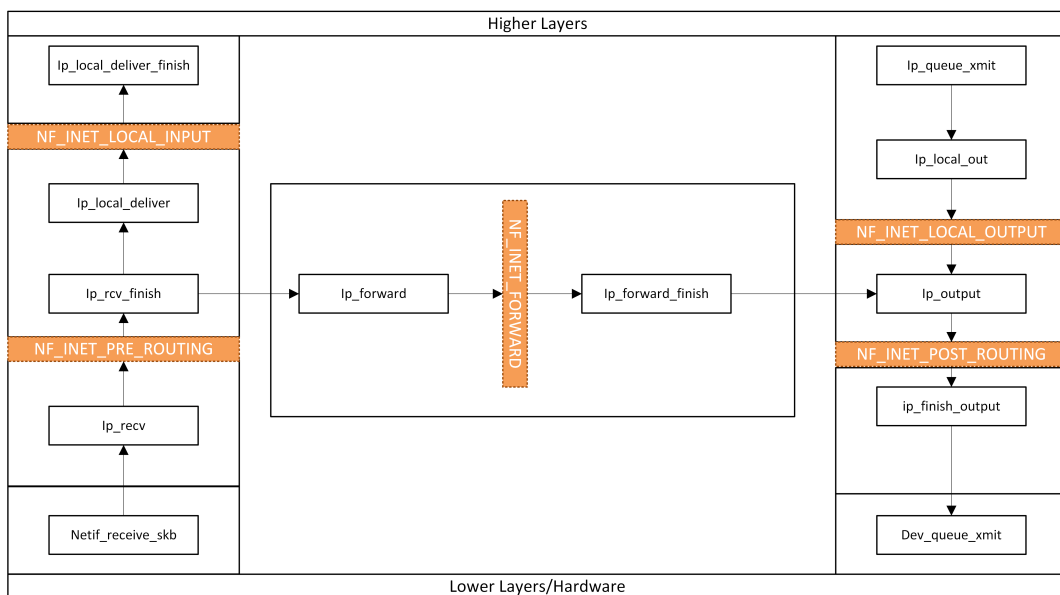 Higher Layers
Ip_local_deliver_finish
NF_INET_LOCAL_INPUT
Ip_local_deliver
Ip_rcv_finish
NF_INET_PRE_ROUTING
Ip_recv
Netif_receive_skb
Ip_forward
NF_INET_FORWARD
Ip_forward_finish
Ip_queue_xmit
Ip_local_out
NF_INET_LOCAL_OUTPUT
Ip_output
NF_INET_POST_ROUTING
ip_finish_output
Dev_queue_xmit
Lower Layers/Hardware